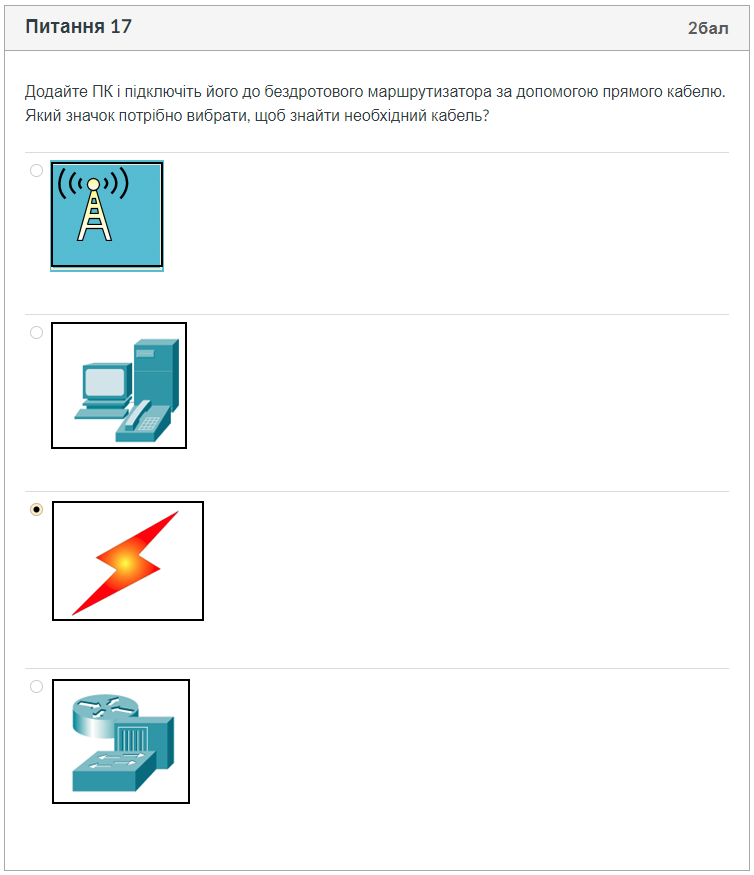 Питання 17
2бал
Додайте ПК і підключіть його до бездротового маршрутизатора за допомогою прямого кабелю.
Який значок потрібно вибрати, щоб знайти необхідний кабель?